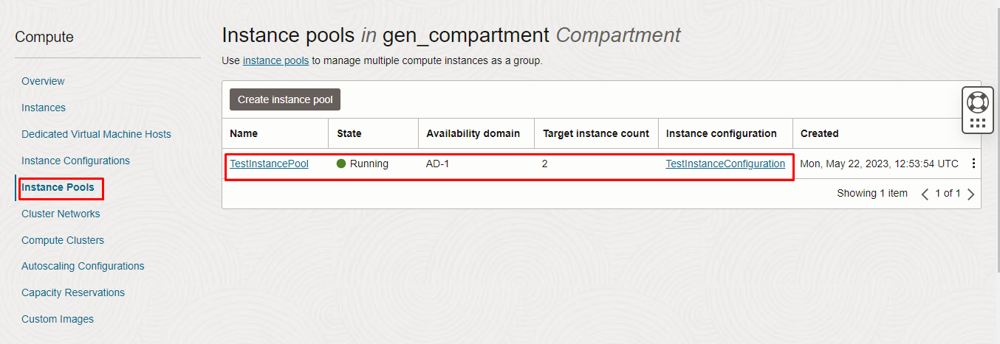 Compute
Overview
Instances
Dedicated Virtual Machine Hosts
Instance Configurations
Instance Pools
Cluster Networks
Compute Clusters
Autoscaling Configurations
Capacity Reservations
Custom Images
Instance pools in gen_compartment Compartment
Use instance pools to manage multiple compute instances as a group.
Create instance pool
Name State Availability domain Target instance count Instance configuration Created
TestInstancePool Running AD-1 2 TestInstanceConfiguration Mon, May 22, 2023, 12:53:54 UTC
Showing 1 item 1 of 1